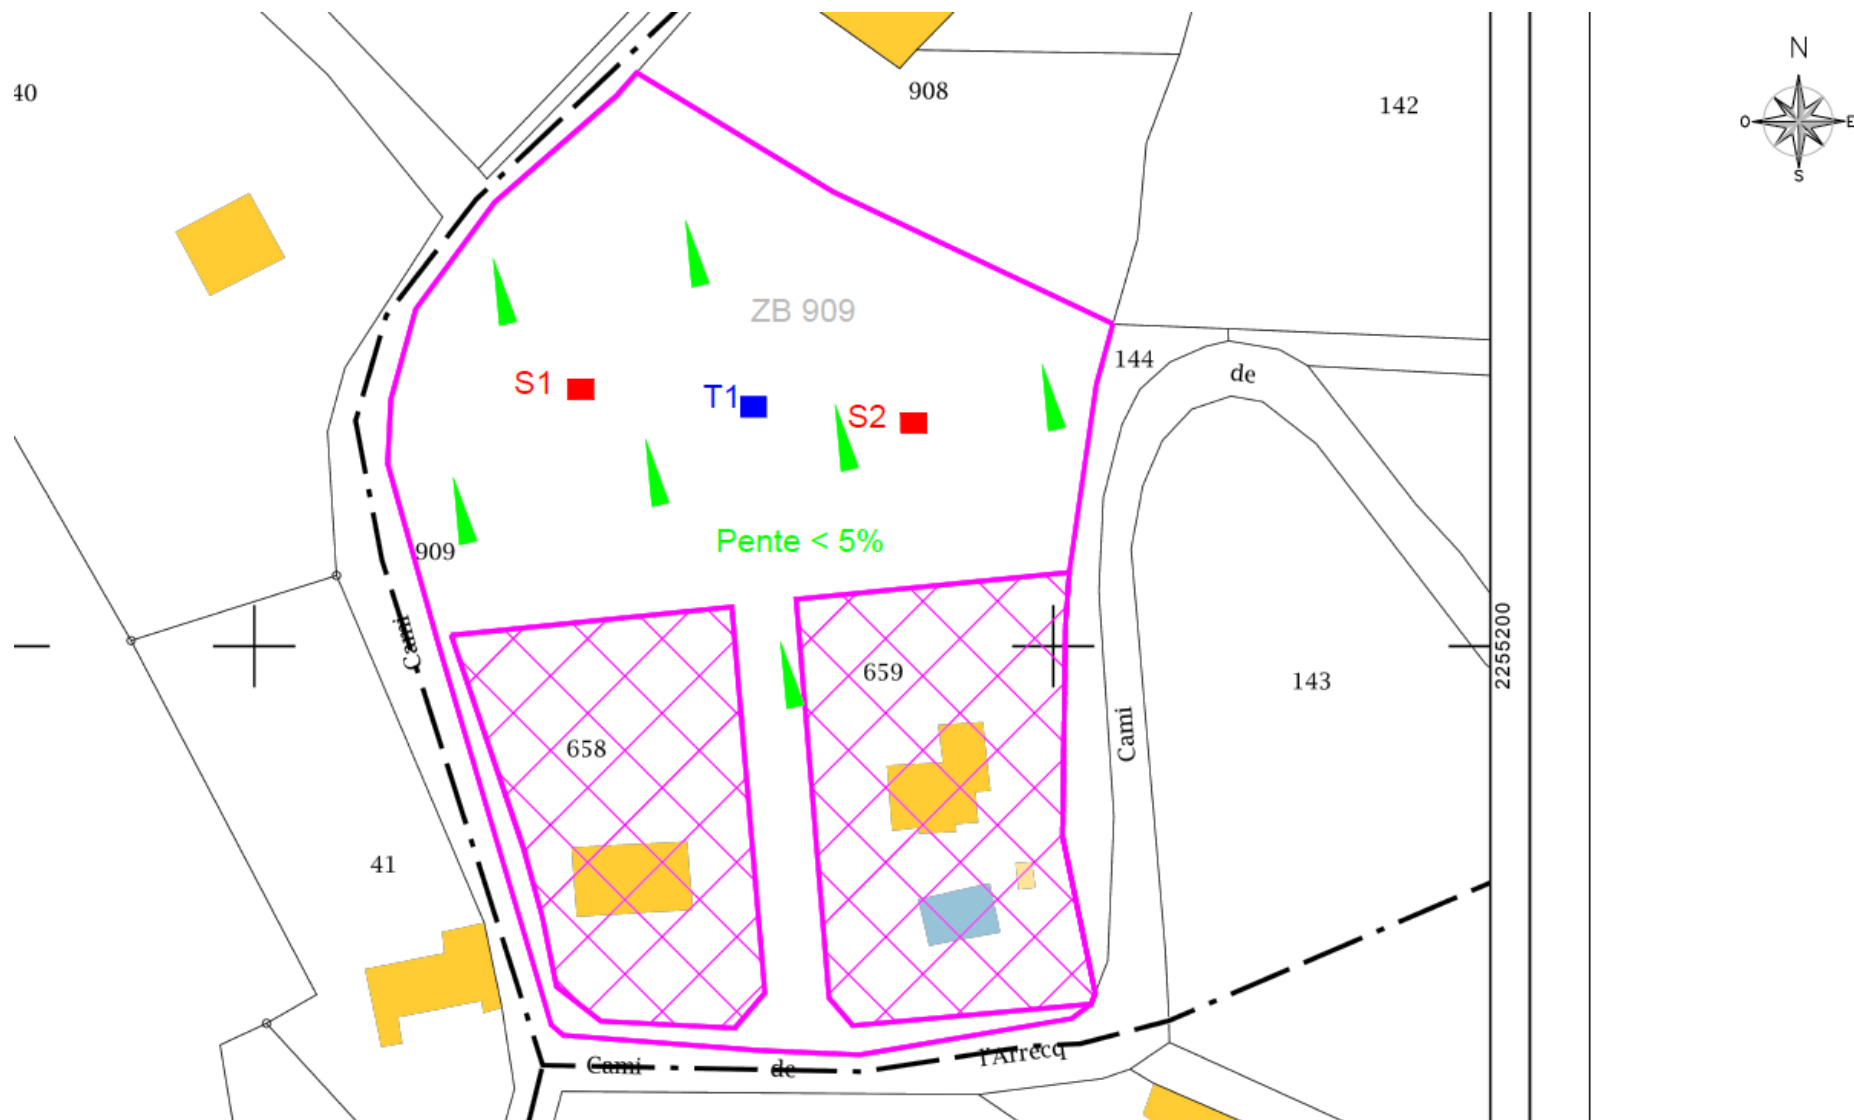 N
O
E
S
40
908
142
ZB 909
144
de
S1
T1
S2
Pente < 5%
909
Cami
2255200
659
143
658
Cami
41
Cami de l'Arrecq